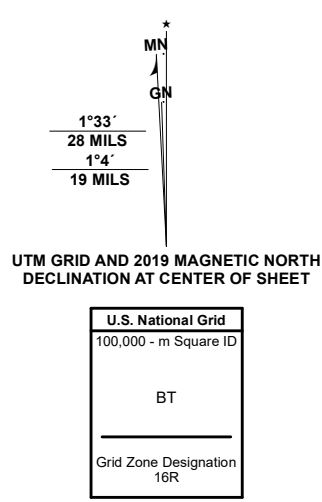 MN
GN
1°33´
28 MILS
1°4´
19 MILS
UTM GRID AND 2019 MAGNETIC NORTH
DECLINATION AT CENTER OF SHEET
U.S. National Grid
100,000 - m Square ID
BT
Grid Zone Designation
16R